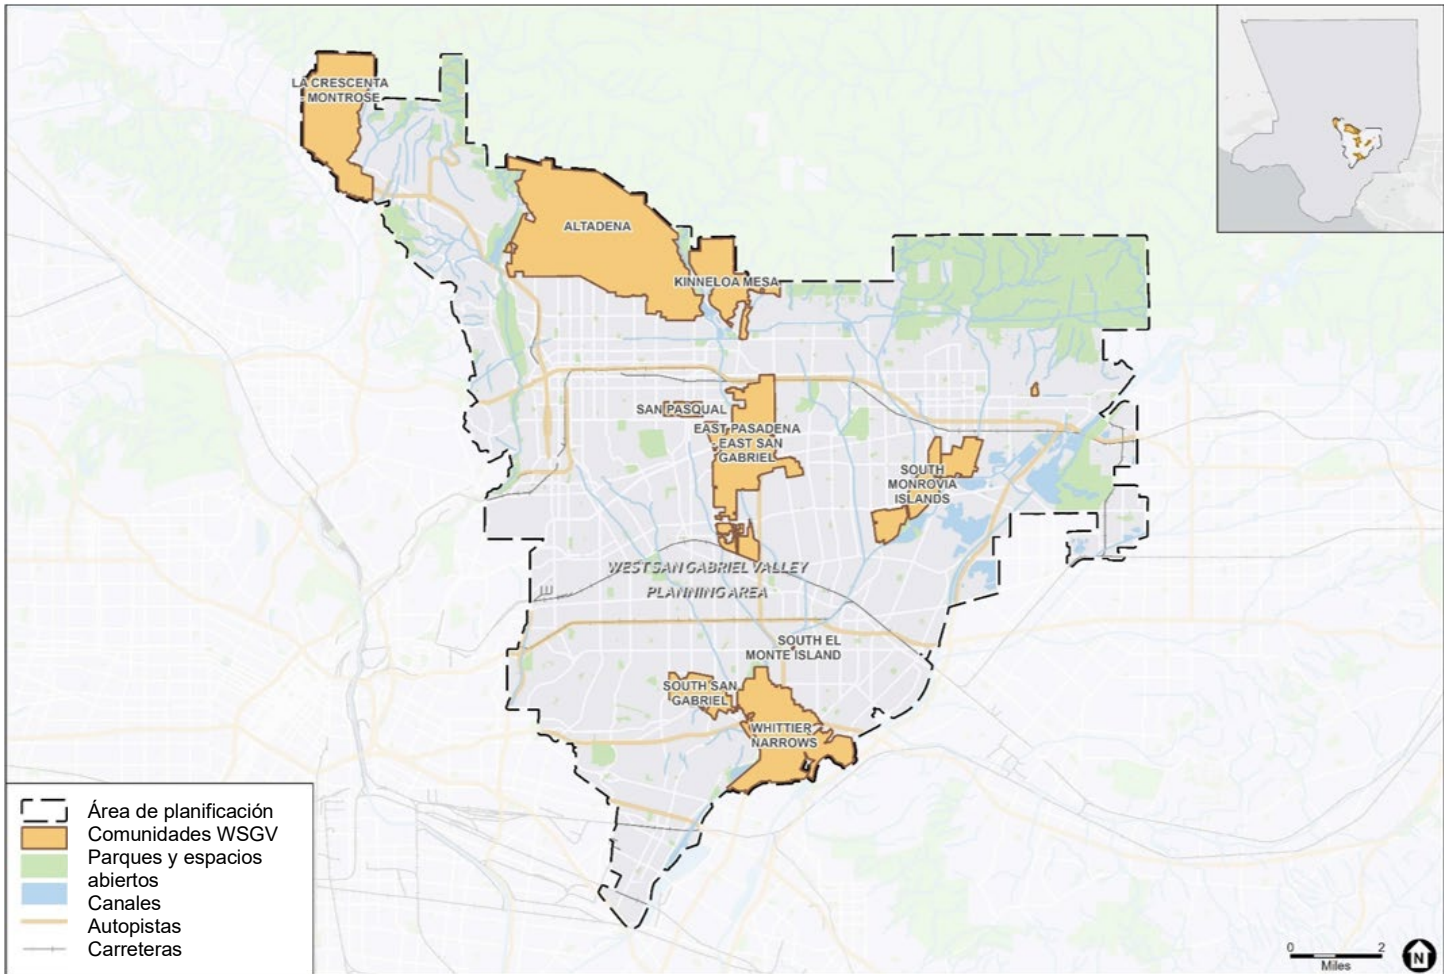 LA CRESCENTA
- MONTROSE
ALTADENA
KINNELOA MESA
SAN PASQUAL
EAST PASADENA
- EAST SAN
GABRIEL
SOUTH
MONROVIA
ISLANDS
WEST SAN GABRIEL VALLEY
PLANNING AREA
SOUTH EL
MONTE ISLAND
SOUTH SAN
GABRIEL
WHITTIER
NARROWS
Área de planificación
Comunidades WSGV
Parques y espacios
abiertos
Canales
Autopistas
Carreteras
0 2
Miles
N